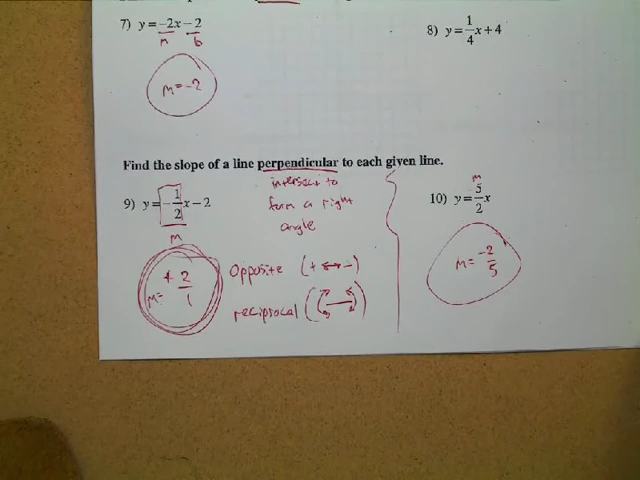 7) y=-2x-2
m b
m=-2
8) y=1/4x+4
Find the slope of a line perpendicular to each given line.
intersect to
form a right
angle
9) y=-1/2x-2
m
m=+2/1
opposite (+ ↔ -)
reciprocal
10) y=5/2x
m
m=-2/5